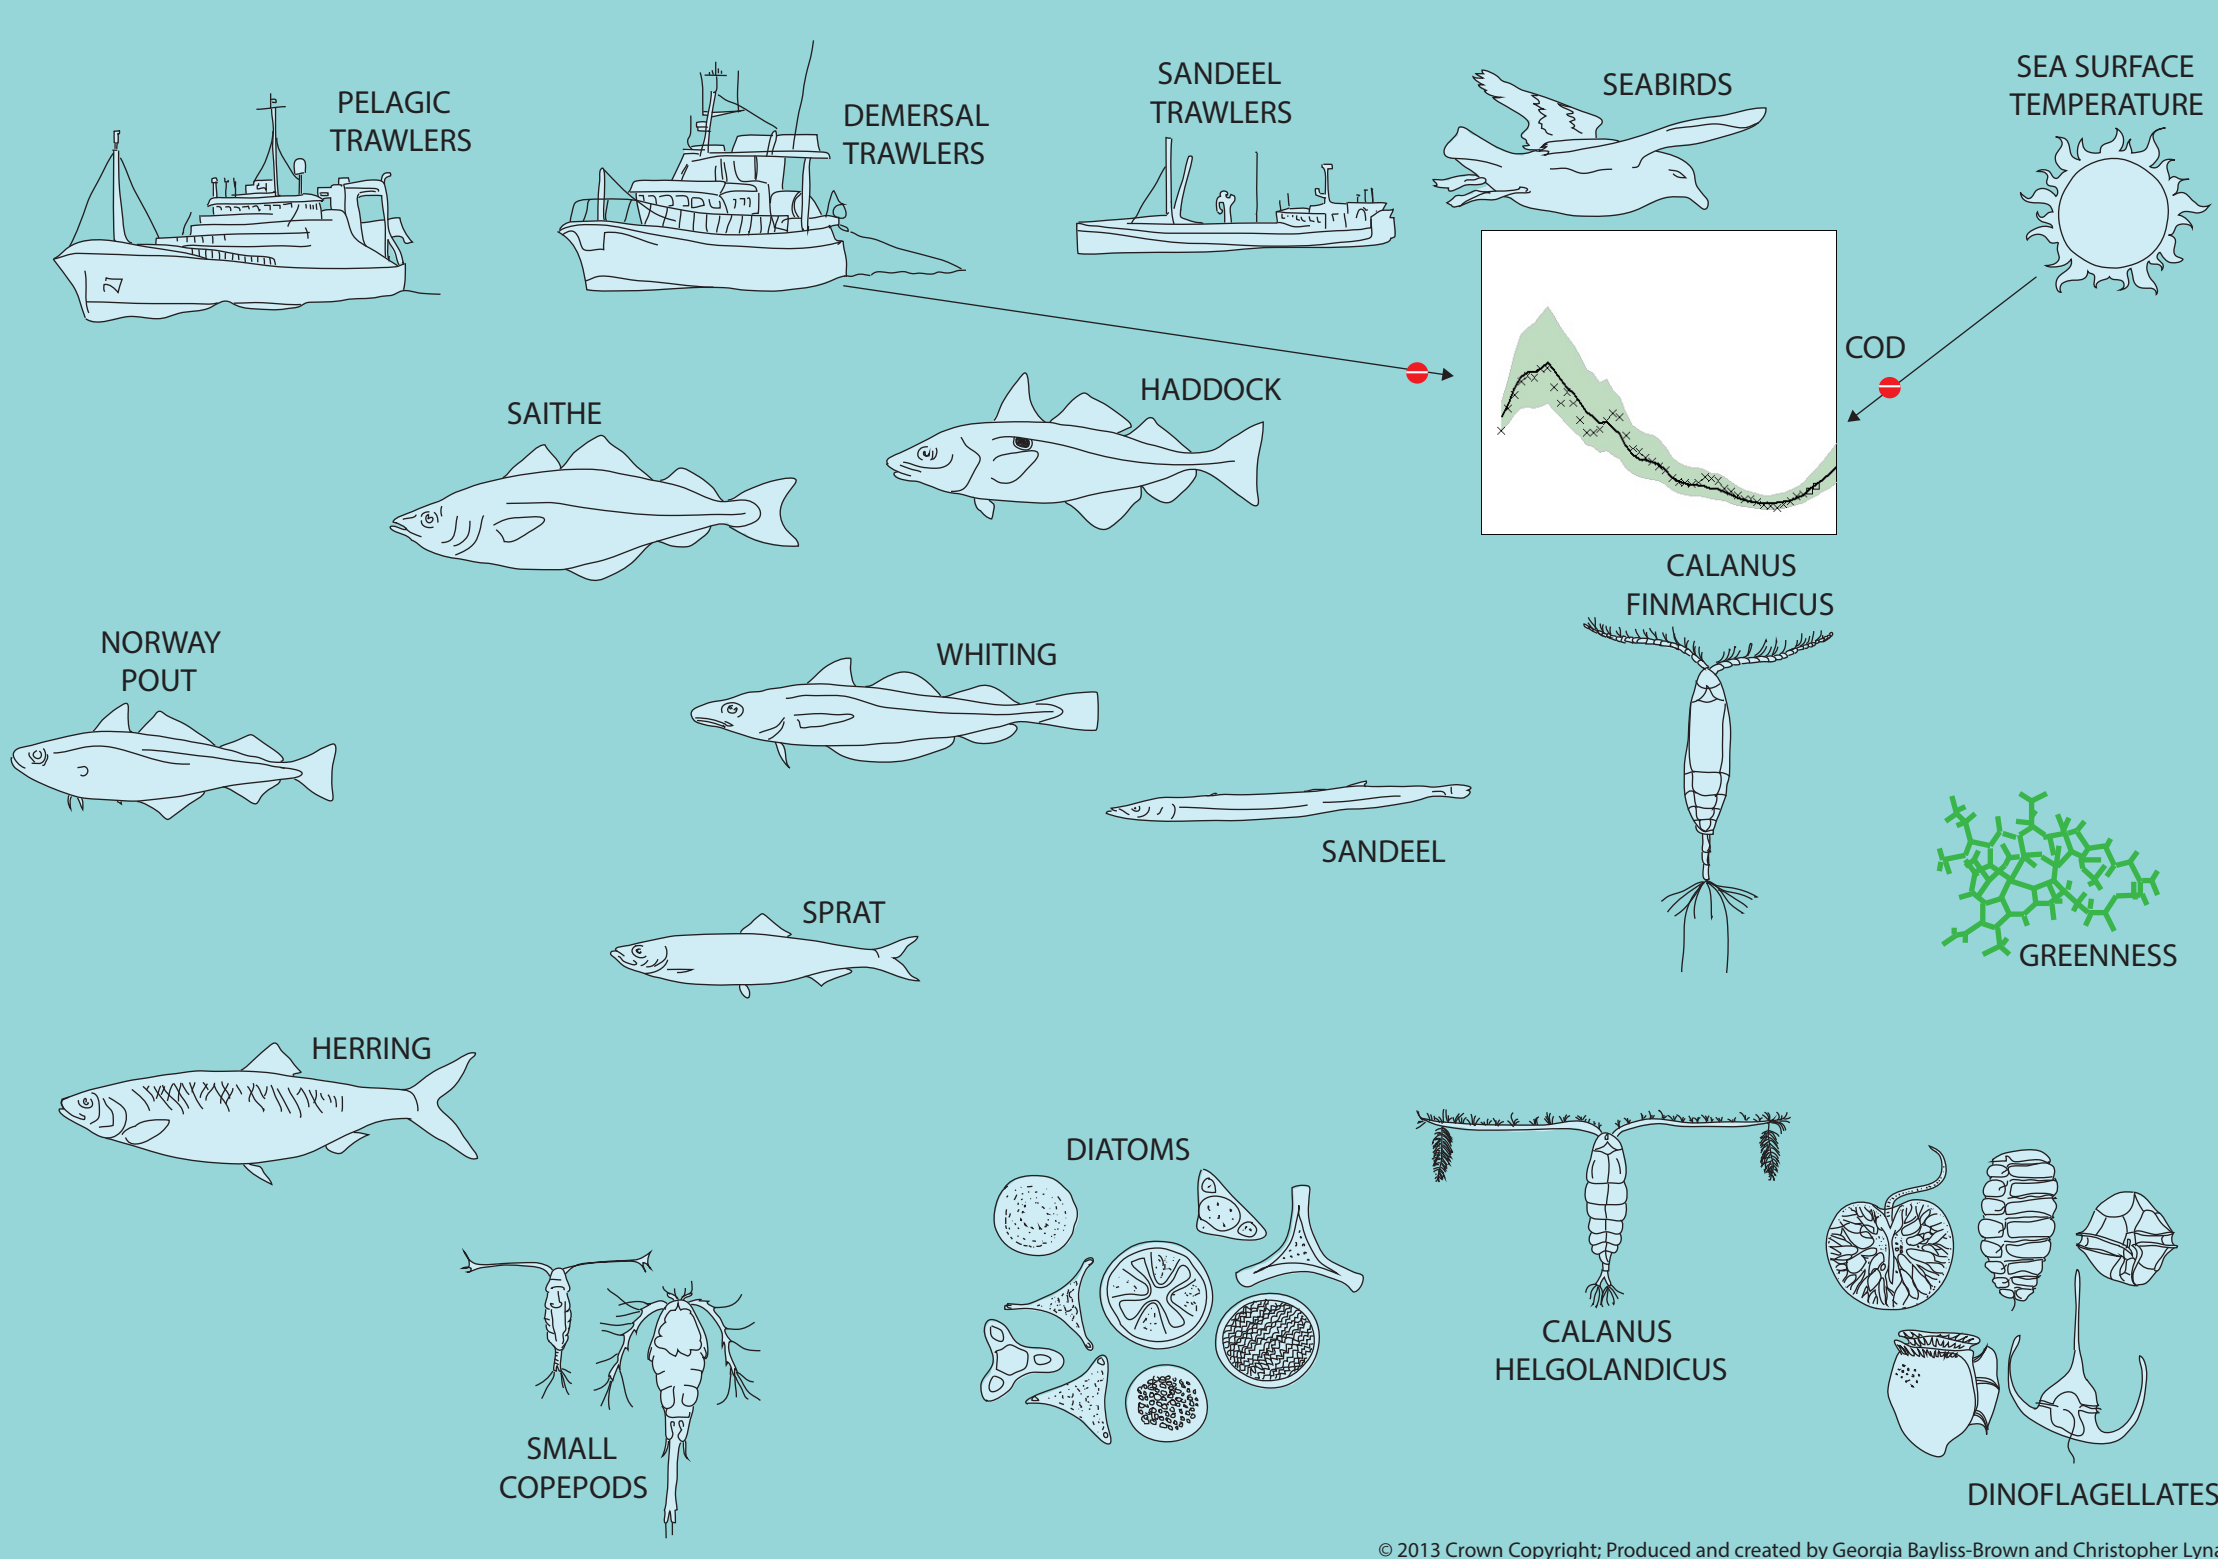 PELAGIC
TRAWLERS
DEMERSAL
TRAWLERS
SANDEEL
TRAWLERS
SEABIRDS
SEA SURFACE
TEMPERATURE
COD
SAITHE
HADDOCK
CALANUS
FINMARCHICUS
NORWAY
POUT
WHITING
SANDEEL
SPRAT
GREENNESS
HERRING
DIATOMS
CALANUS
HELGOLANDICUS
SMALL
COPEPODS
DINOFLAGELLATES
© 2013 Crown Copyright; Produced and created by Georgia Bayliss-Brown and Christopher